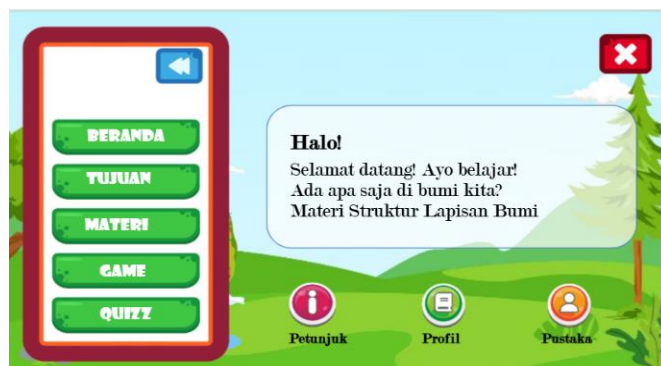 BERANDA
TUJUAN
MATERI
GAME
QUIZZ
Halo!
Selamat datang! Ayo belajar!
Ada apa saja di bumi kita?
Materi Struktur Lapisan Bumi
Petunjuk
Profil
Pustaka